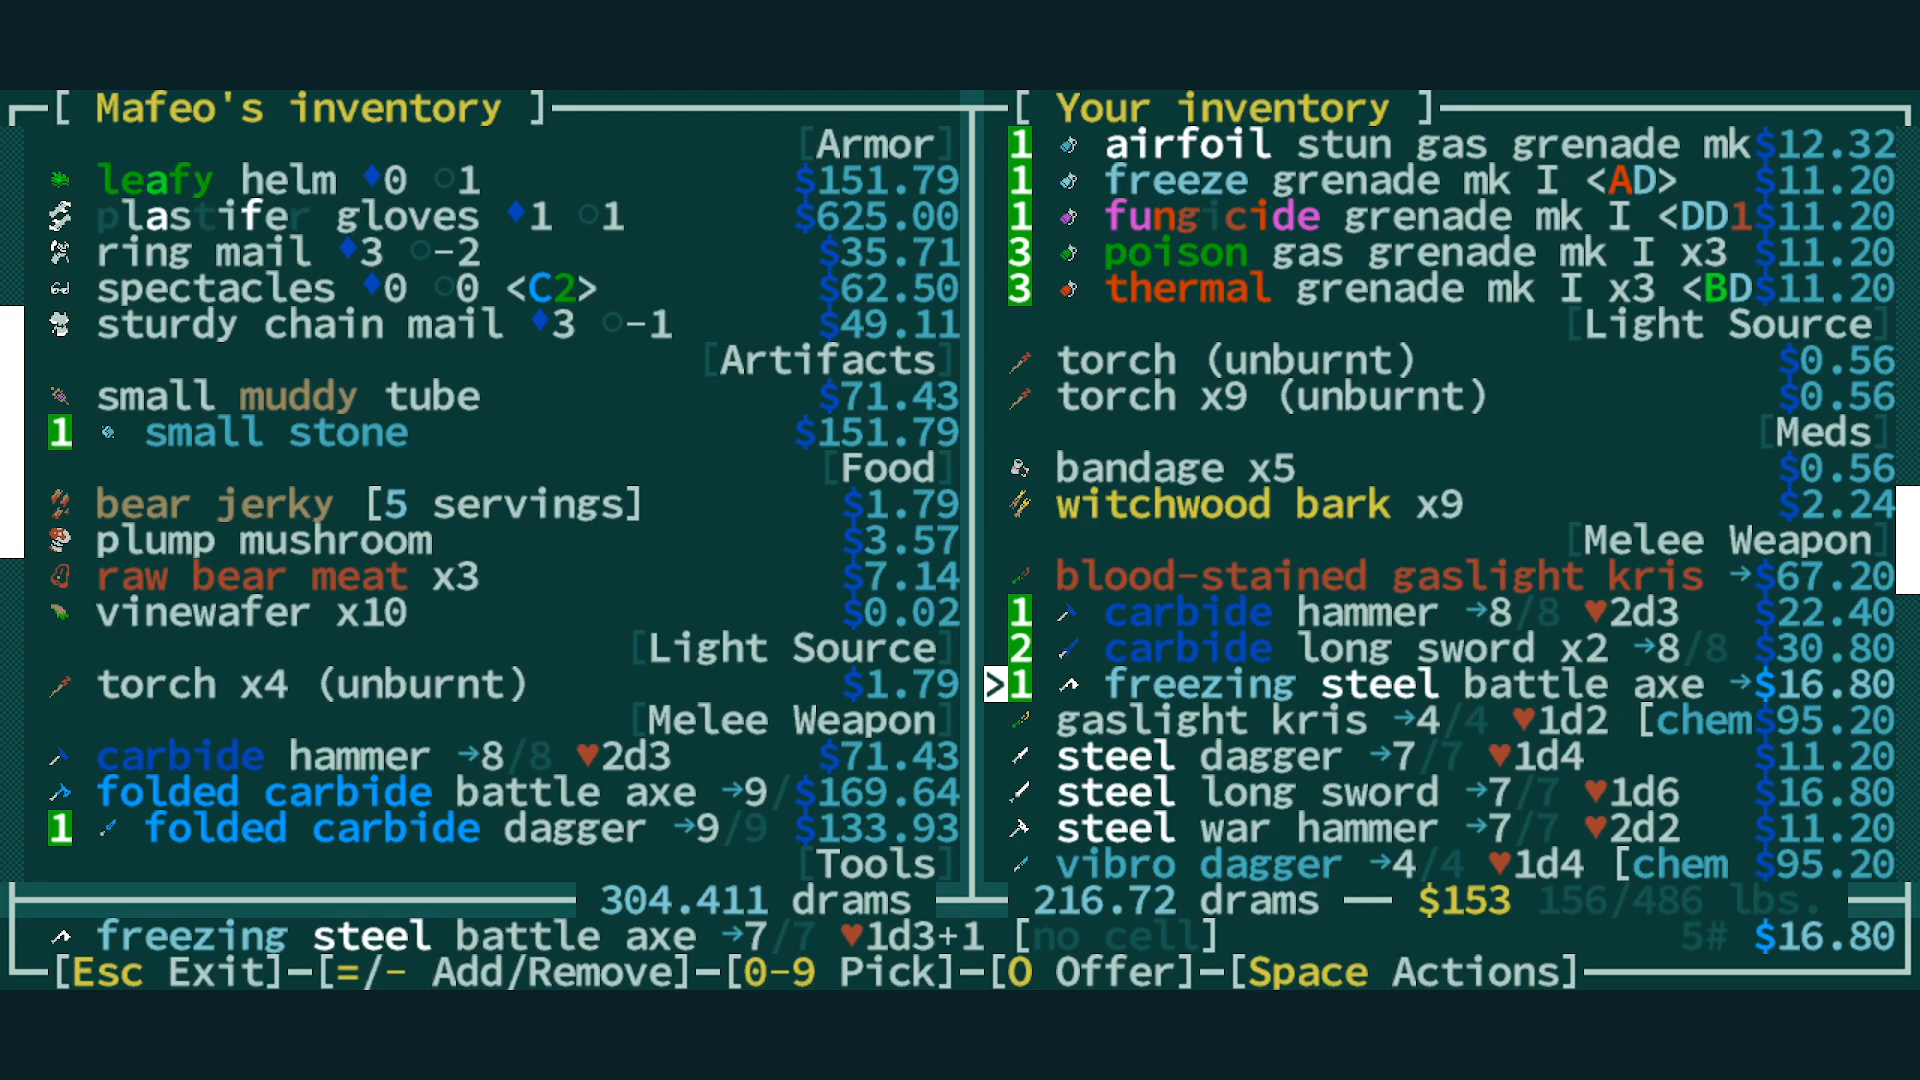 [ Mafeo's inventory ]
[Armor]
leafy helm ♦0 ○1 $151.79
plastifer gloves ♦1 ○1 $625.00
ring mail ♦3 ○-2 $35.71
spectacles ♦0 ○0 <C2> $62.50
sturdy chain mail ♦3 ○-1 $49.11
[Artifacts]
small muddy tube $71.43
1 small stone $151.79
[Food]
bear jerky [5 servings] $1.79
plump mushroom $3.57
raw bear meat x3 $7.14
vinewafer x10 $0.02
[Light Source]
torch x4 (unburnt) $1.79
[Melee Weapon]
carbide hammer →8/8 ♥2d3 $71.43
folded carbide battle axe →9/ $169.64
1 folded carbide dagger →9/9 $133.93
[Tools]
304.411 drams
[ Your inventory ]
1 airfoil stun gas grenade mk $12.32
1 freeze grenade mk I <AD> $11.20
1 fungicide grenade mk I <DD1 $11.20
3 poison gas grenade mk I x3 $11.20
3 thermal grenade mk I x3 <BD $11.20
[Light Source]
torch (unburnt) $0.56
torch x9 (unburnt) $0.56
[Meds]
bandage x5 $0.56
witchwood bark x9 $2.24
[Melee Weapon]
blood-stained gaslight kris → $67.20
1 carbide hammer →8/8 ♥2d3 $22.40
2 carbide long sword x2 →8/8 $30.80
>1 freezing steel battle axe → $16.80
gaslight kris →4/4 ♥1d2 [chem $95.20
steel dagger →7/7 ♥1d4 $11.20
steel long sword →7/7 ♥1d6 $16.80
steel war hammer →7/7 ♥2d2 $11.20
vibro dagger →4/4 ♥1d4 [chem $95.20
216.72 drams — $153 156/486 lbs.
freezing steel battle axe →7/7 ♥1d3+1 [no cell] 5# $16.80
[Esc Exit]—[=/- Add/Remove]—[0-9 Pick]—[O Offer]—[Space Actions]